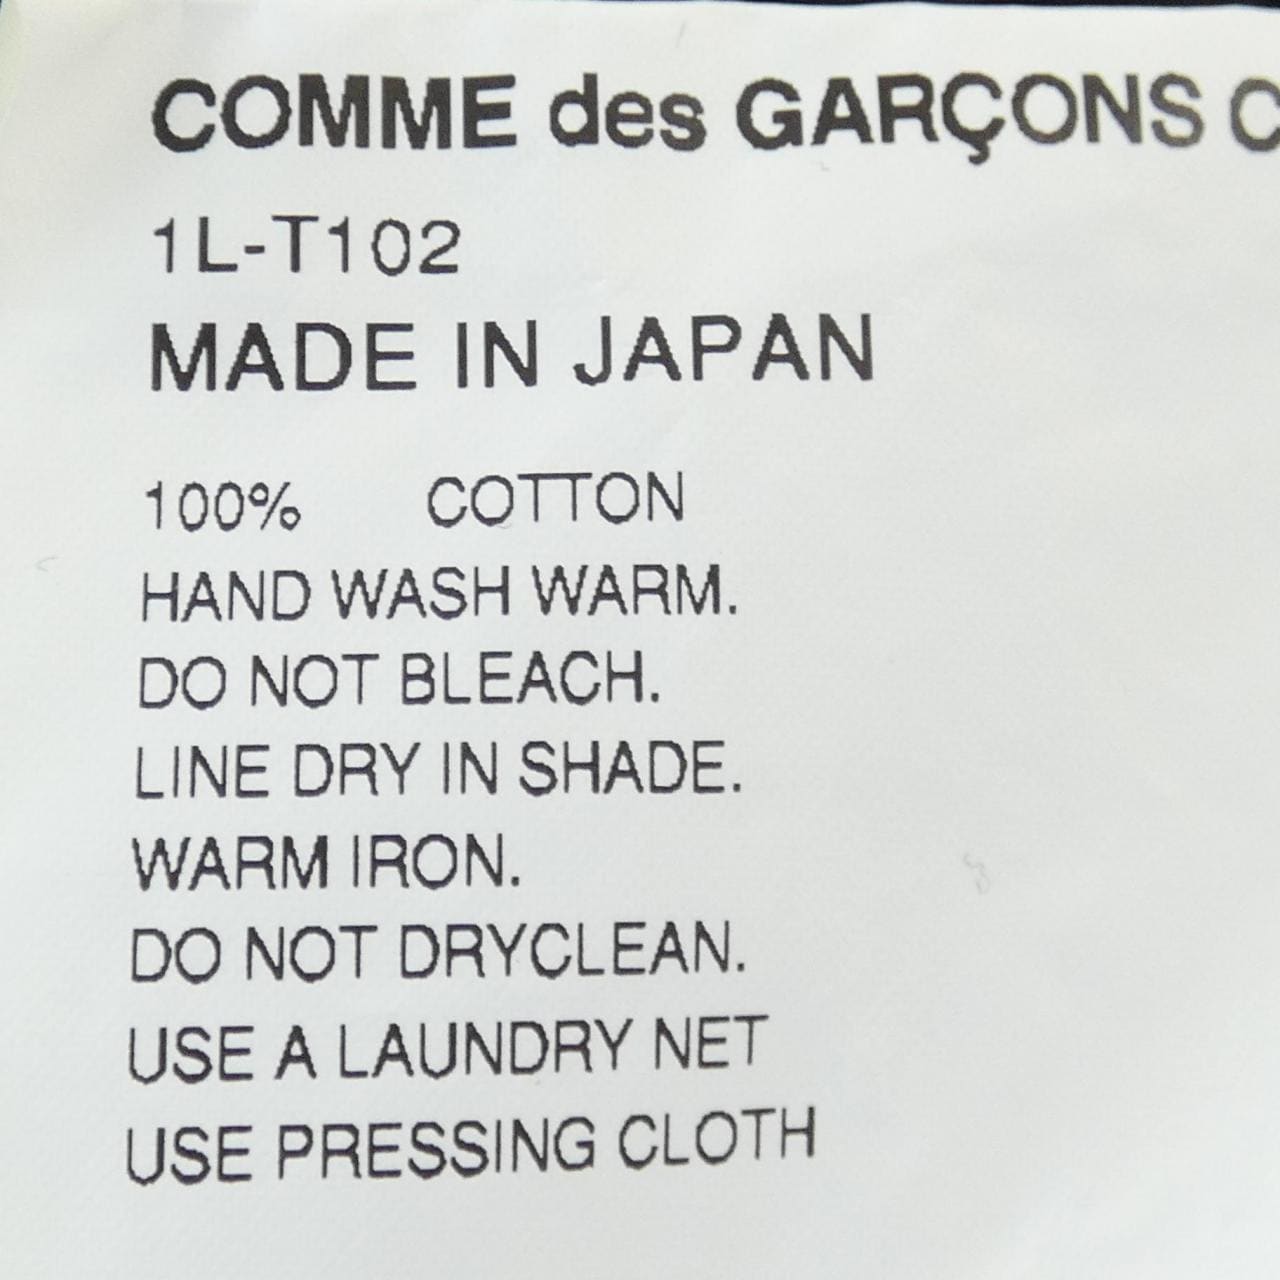 COMME des GARÇONS C
1L-T102
MADE IN JAPAN
100% COTTON
HAND WASH WARM.
DO NOT BLEACH.
LINE DRY IN SHADE.
WARM IRON.
DO NOT DRYCLEAN.
USE A LAUNDRY NET
USE PRESSING CLOTH